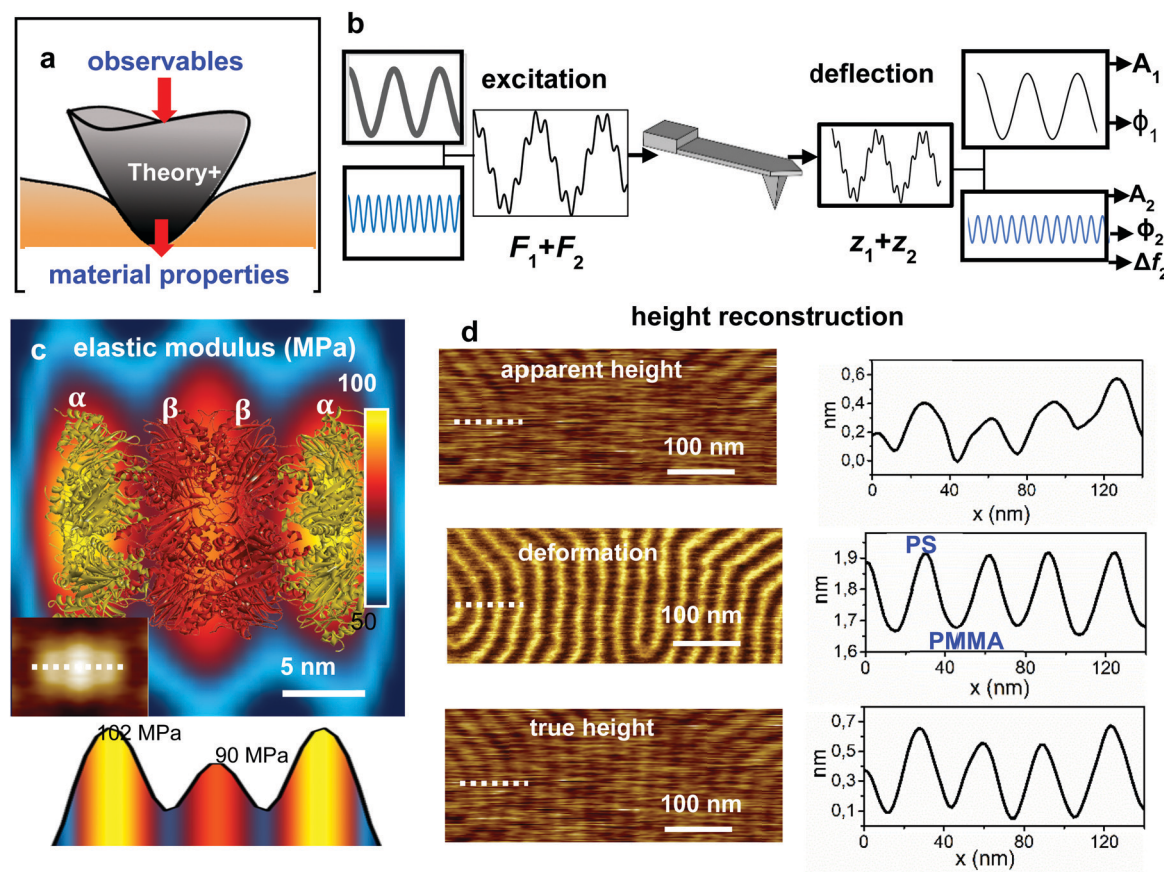 a
observables
Theory+
material properties
b
excitation
F1+F2
deflection
z1+z2
A1
ϕ1
A2
ϕ2
Δf2
c
elastic modulus (MPa)
100
α
β
β
α
50
5 nm
102 MPa
90 MPa
d
height reconstruction
apparent height
100 nm
nm
0,6
0,4
0,2
0,0
0
40
80
120
x (nm)
deformation
100 nm
nm
1,9
1,8
1,7
1,6
PS
PMMA
0
40
80
120
x (nm)
true height
100 nm
nm
0,7
0,5
0,3
0,1
0
40
80
120
x (nm)